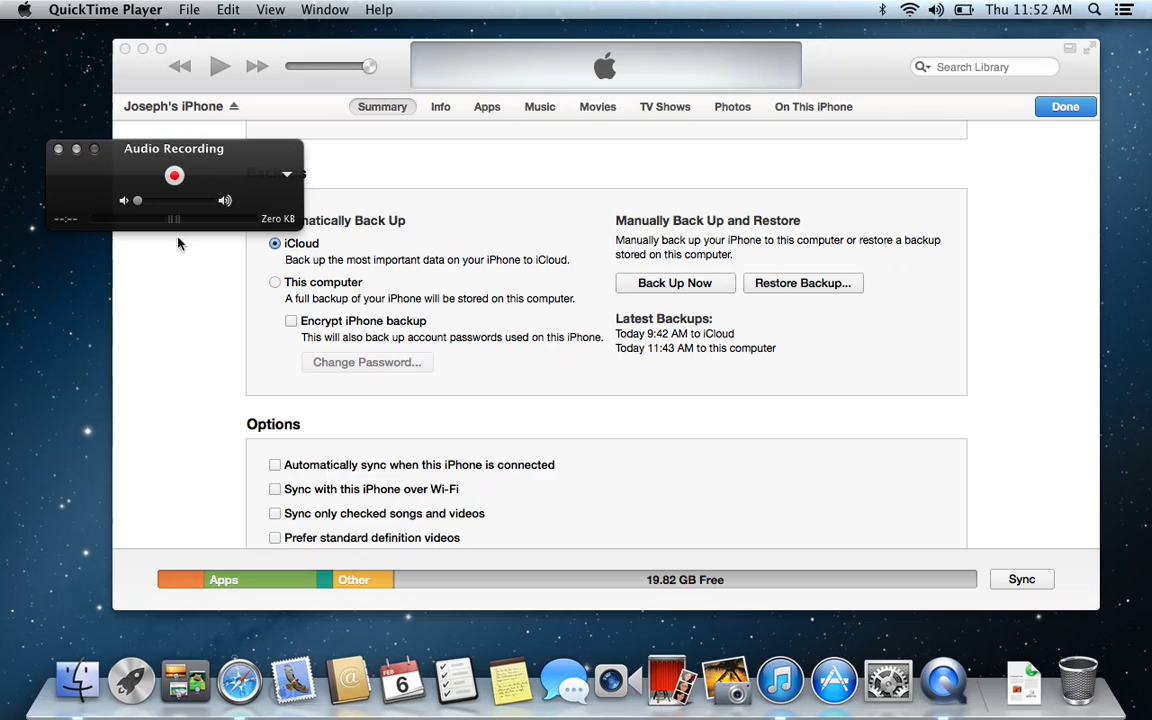 QuickTime Player File Edit View Window Help Thu 11:52 AM
Search Library
Joseph's iPhone Summary Info Apps Music Movies TV Shows Photos On This iPhone Done
Audio Recording
--:-- Zero KB
Automatically Back Up
iCloud
Back up the most important data on your iPhone to iCloud.
This computer
A full backup of your iPhone will be stored on this computer.
Encrypt iPhone backup
This will also back up account passwords used on this iPhone.
Change Password...
Manually Back Up and Restore
Manually back up your iPhone to this computer or restore a backup
stored on this computer.
Back Up Now Restore Backup...
Latest Backups:
Today 9:42 AM to iCloud
Today 11:43 AM to this computer
Options
Automatically sync when this iPhone is connected
Sync with this iPhone over Wi-Fi
Sync only checked songs and videos
Prefer standard definition videos
Apps Other 19.82 GB Free Sync
FEB
6